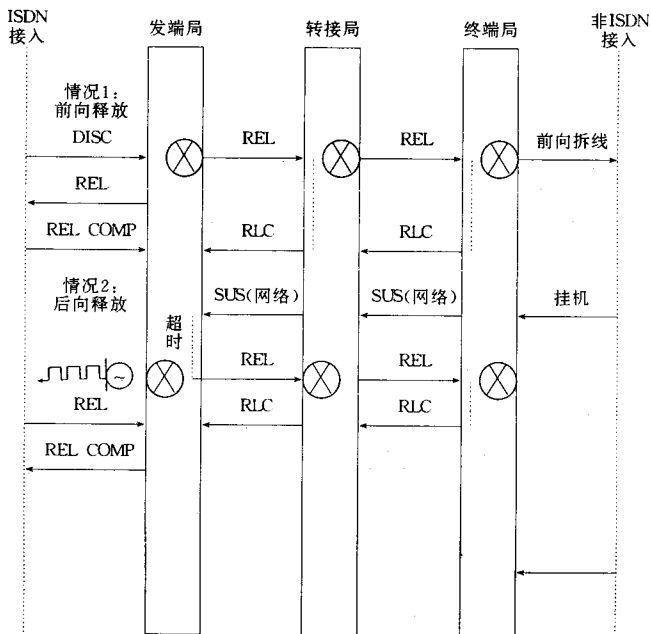 ISDN
接入
发端局
转接局
终端局
非ISDN
接入
情况1:
前向释放
DISC
REL
REL
前向拆线
REL
REL COMP
RLC
RLC
情况2:
后向释放
SUS(网络)
SUS(网络)
挂机
超时
~
REL
REL
REL
RLC
RLC
REL COMP